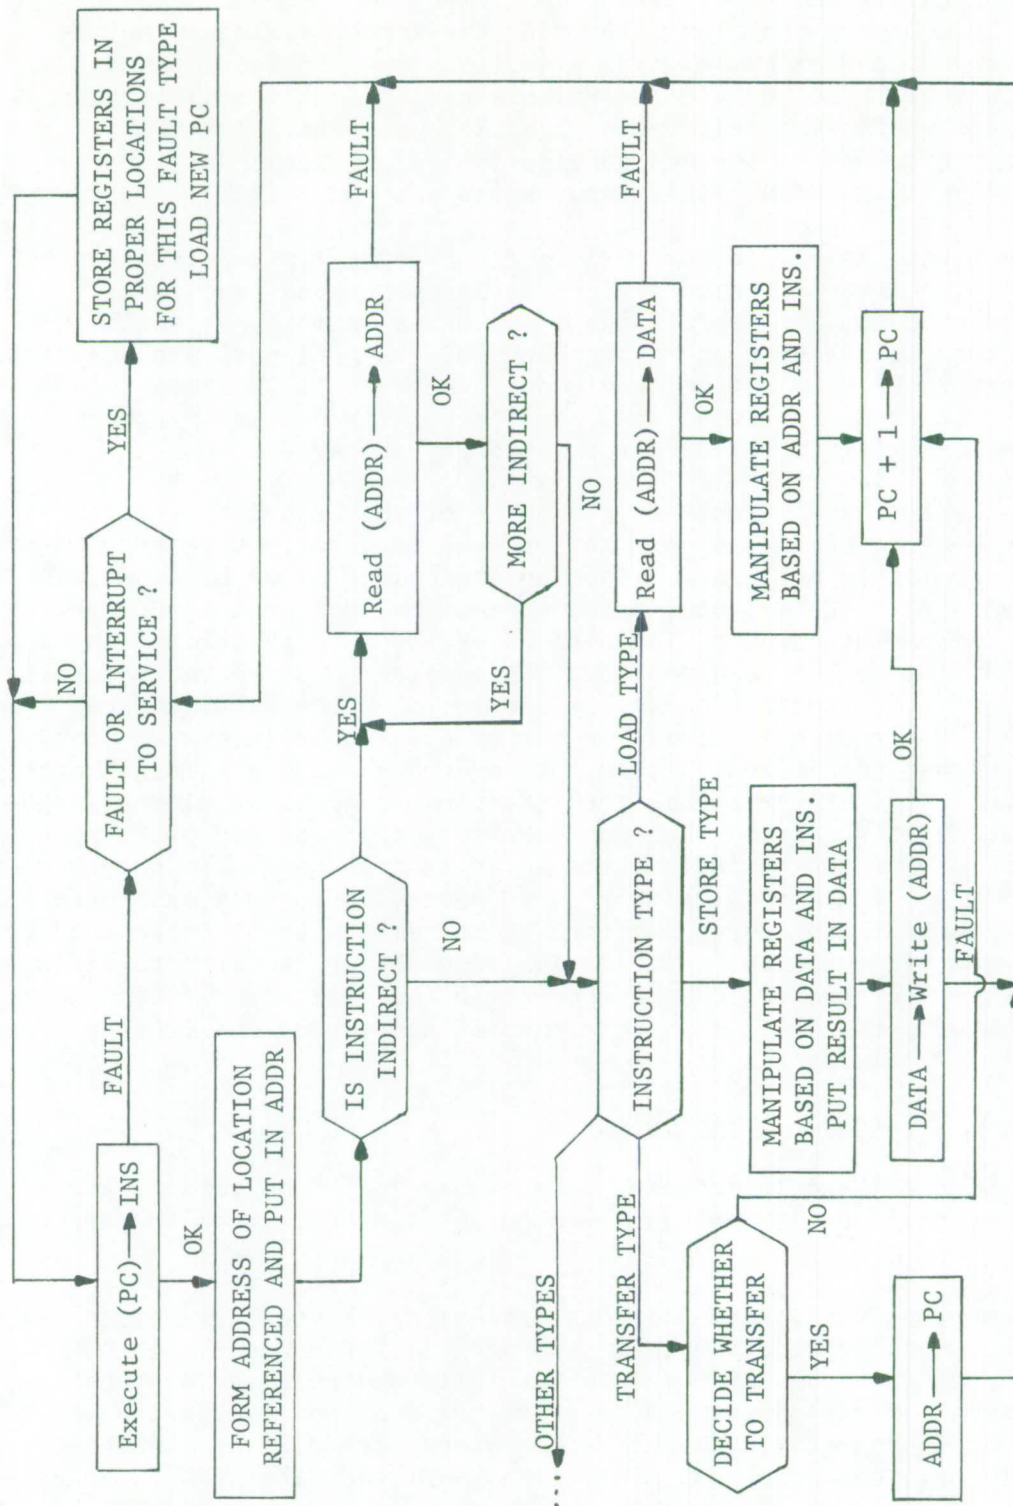 Execute (PC) → INS
FAULT
FAULT OR INTERRUPT
TO SERVICE ?
NO
YES
STORE REGISTERS IN
PROPER LOCATIONS
FOR THIS FAULT TYPE
LOAD NEW PC
OK
FORM ADDRESS OF LOCATION
REFERENCED AND PUT IN ADDR
IS INSTRUCTION
INDIRECT ?
YES
NO
Read (ADDR) → ADDR
FAULT
OK
MORE INDIRECT ?
YES
NO
INSTRUCTION TYPE ?
OTHER TYPES
TRANSFER TYPE
STORE TYPE
LOAD TYPE
Read (ADDR) → DATA
FAULT
OK
MANIPULATE REGISTERS
BASED ON ADDR AND INS.
DECIDE WHETHER
TO TRANSFER
YES
NO
MANIPULATE REGISTERS
BASED ON DATA AND INS.
PUT RESULT IN DATA
PC + 1 → PC
ADDR → PC
DATA → Write (ADDR)
OK
FAULT